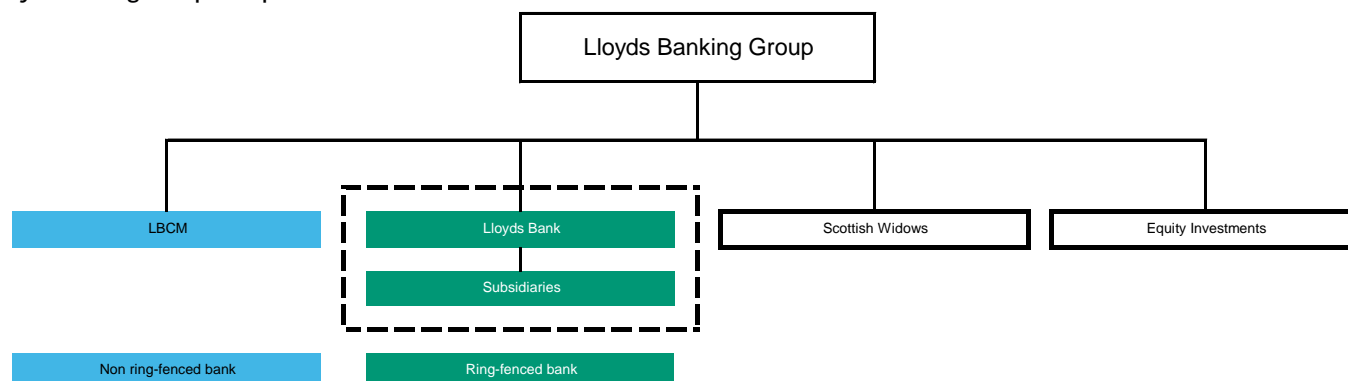 Lloyds Banking Group
LBCM
Lloyds Bank
Scottish Widows
Equity Investments
Subsidiaries
Non ring-fenced bank
Ring-fenced bank